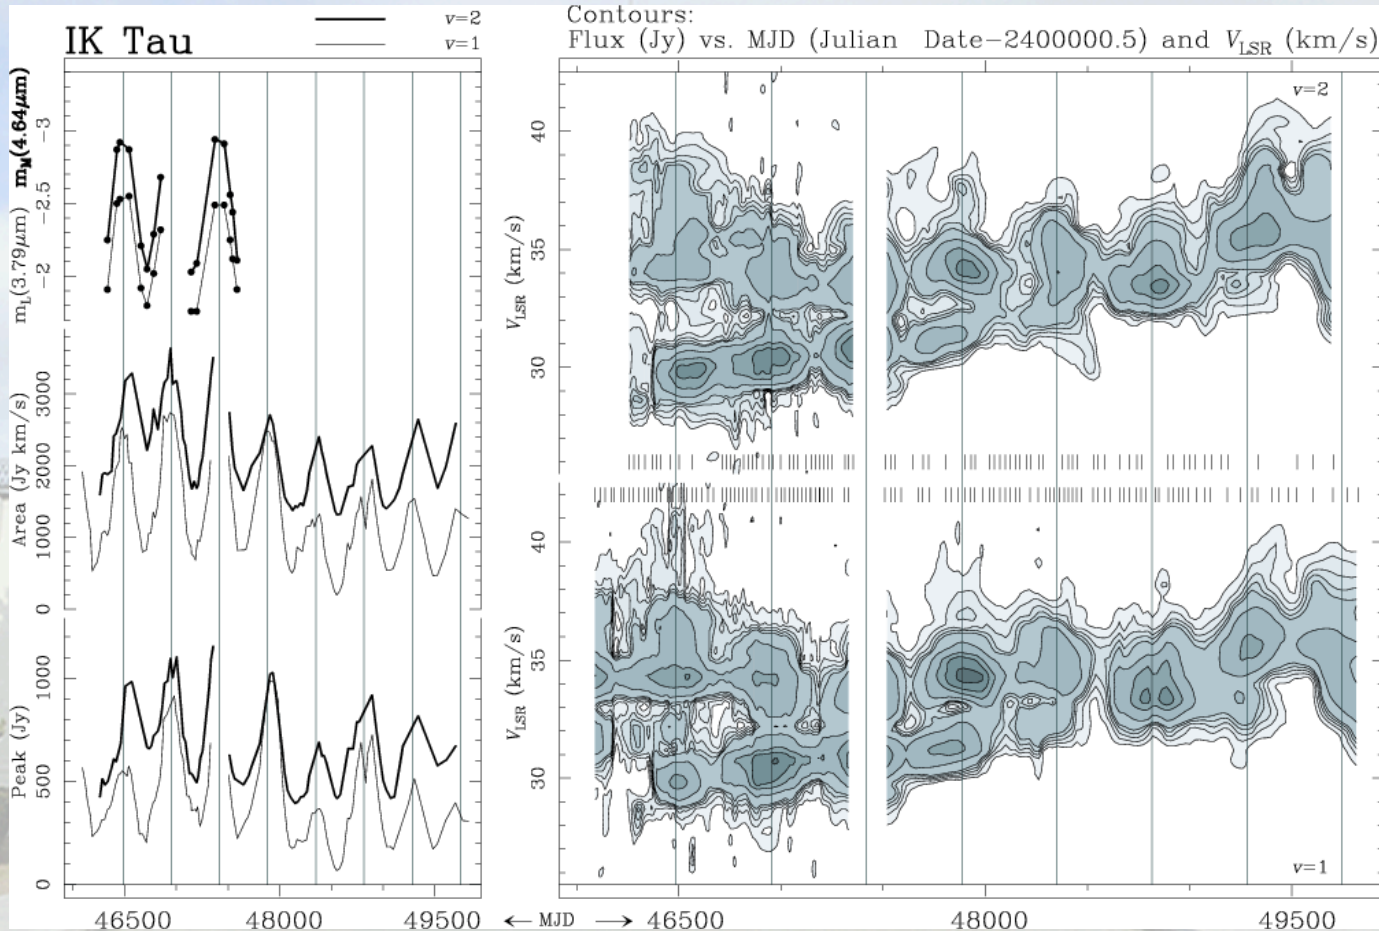 IK Tau
v=2
v=1
m_L(3.79μm) m_M(4.64μm)
-3
-2.5
-2
Area (Jy km/s)
3000
2000
1000
0
Peak (Jy)
1000
500
0
46500 48000 49500
← MJD →
Contours:
Flux (Jy) vs. MJD (Julian Date-2400000.5) and V_LSR (km/s)
v=2
V_LSR (km/s)
40
35
30
V_LSR (km/s)
40
35
30
v=1
46500 48000 49500